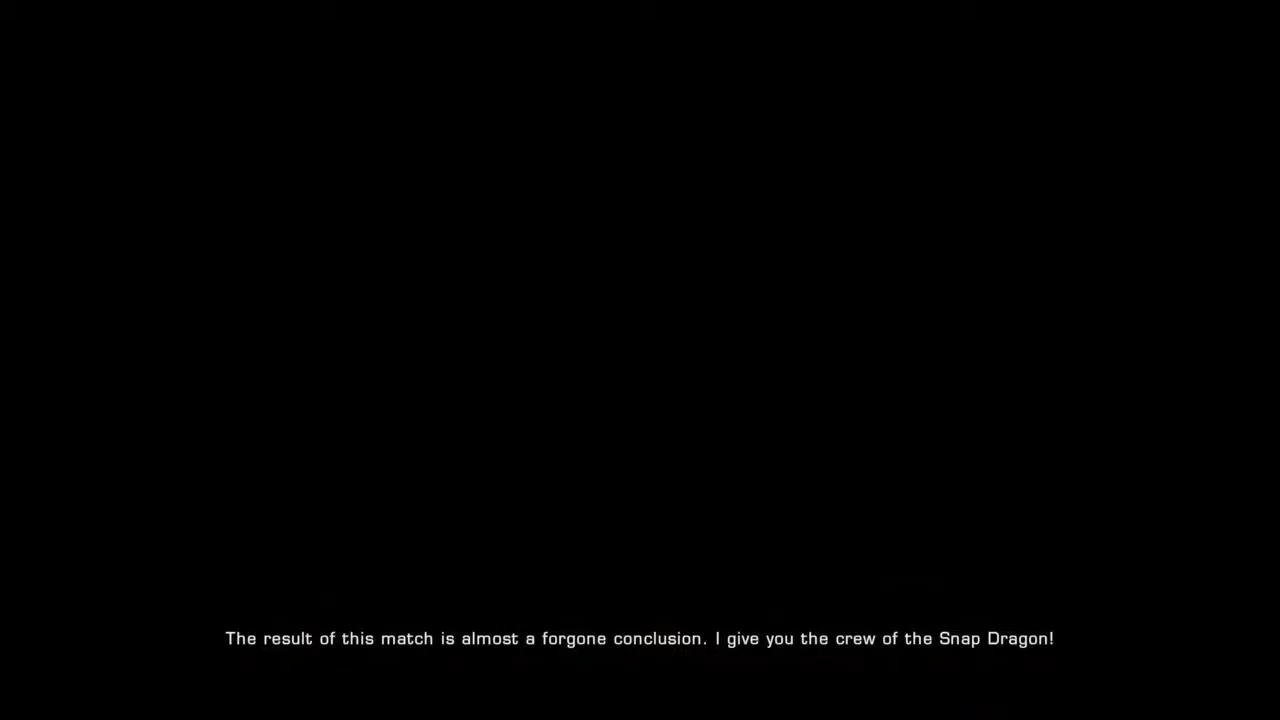 The result of this match is almost a forgone conclusion. I give you the crew of the Snap Dragon!